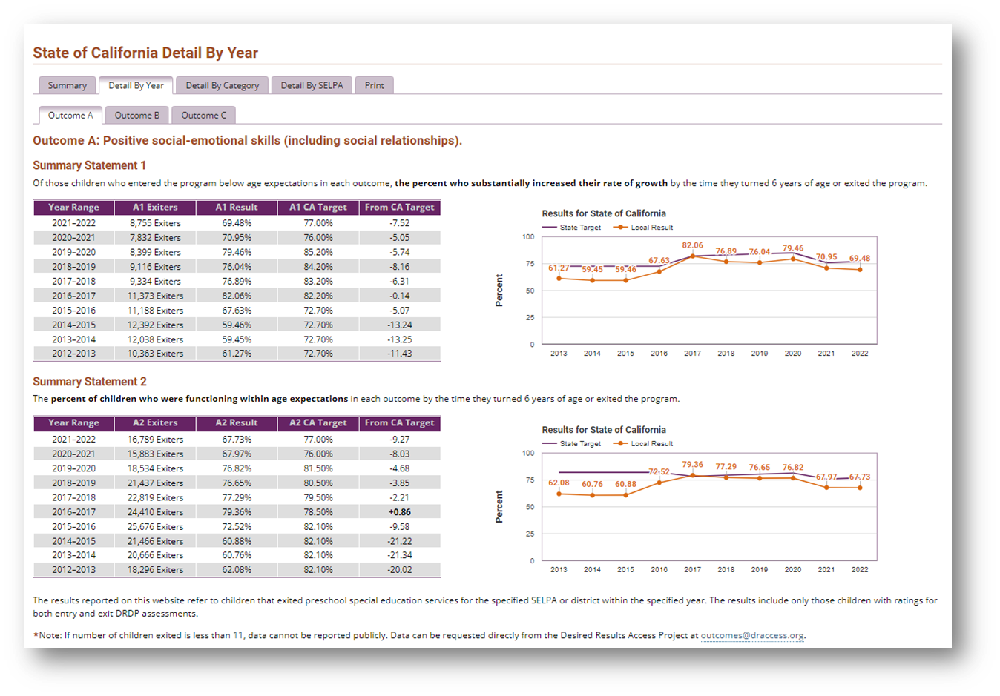 State of California Detail By Year
Summary Detail By Year Detail By Category Detail By SELPA Print
Outcome A Outcome B Outcome C
Outcome A: Positive social-emotional skills (including social relationships).
Summary Statement 1
Of those children who entered the program below age expectations in each outcome, the percent who substantially increased their rate of growth by the time they turned 6 years of age or exited the program.
Year Range A1 Exiters A1 Result A1 CA Target From CA Target
2021–2022 8,755 Exiters 69.48% 77.00% -7.52
2020–2021 7,832 Exiters 70.95% 76.00% -5.05
2019–2020 8,399 Exiters 79.46% 85.20% -5.74
2018–2019 9,116 Exiters 76.04% 84.20% -8.16
2017–2018 9,334 Exiters 76.89% 83.20% -6.31
2016–2017 11,373 Exiters 82.06% 82.20% -0.14
2015–2016 11,188 Exiters 67.63% 72.70% -5.07
2014–2015 12,392 Exiters 59.46% 72.70% -13.24
2013–2014 12,038 Exiters 59.45% 72.70% -13.25
2012–2013 10,363 Exiters 61.27% 72.70% -11.43
Results for State of California
State Target Local Result
Percent
100
75
50
25
0
61.27 59.45 59.46 67.63 82.06 76.89 76.04 79.46 70.95 69.48
2013 2014 2015 2016 2017 2018 2019 2020 2021 2022
Summary Statement 2
The percent of children who were functioning within age expectations in each outcome by the time they turned 6 years of age or exited the program.
Year Range A2 Exiters A2 Result A2 CA Target From CA Target
2021–2022 16,789 Exiters 67.73% 77.00% -9.27
2020–2021 15,883 Exiters 67.97% 76.00% -8.03
2019–2020 18,534 Exiters 76.82% 81.50% -4.68
2018–2019 21,437 Exiters 76.65% 80.50% -3.85
2017–2018 22,819 Exiters 77.29% 79.50% -2.21
2016–2017 24,410 Exiters 79.36% 78.50% +0.86
2015–2016 25,676 Exiters 72.52% 82.10% -9.58
2014–2015 21,466 Exiters 60.88% 82.10% -21.22
2013–2014 20,666 Exiters 60.76% 82.10% -21.34
2012–2013 18,296 Exiters 62.08% 82.10% -20.02
Results for State of California
State Target Local Result
Percent
100
75
50
25
0
62.08 60.76 60.88 72.52 79.36 77.29 76.65 76.82 67.97 67.73
2013 2014 2015 2016 2017 2018 2019 2020 2021 2022
The results reported on this website refer to children that exited preschool special education services for the specified SELPA or district within the specified year. The results include only those children with ratings for
both entry and exit DRDP assessments.
*Note: If number of children exited is less than 11, data cannot be reported publicly. Data can be requested directly from the Desired Results Access Project at outcomes@draccess.org.